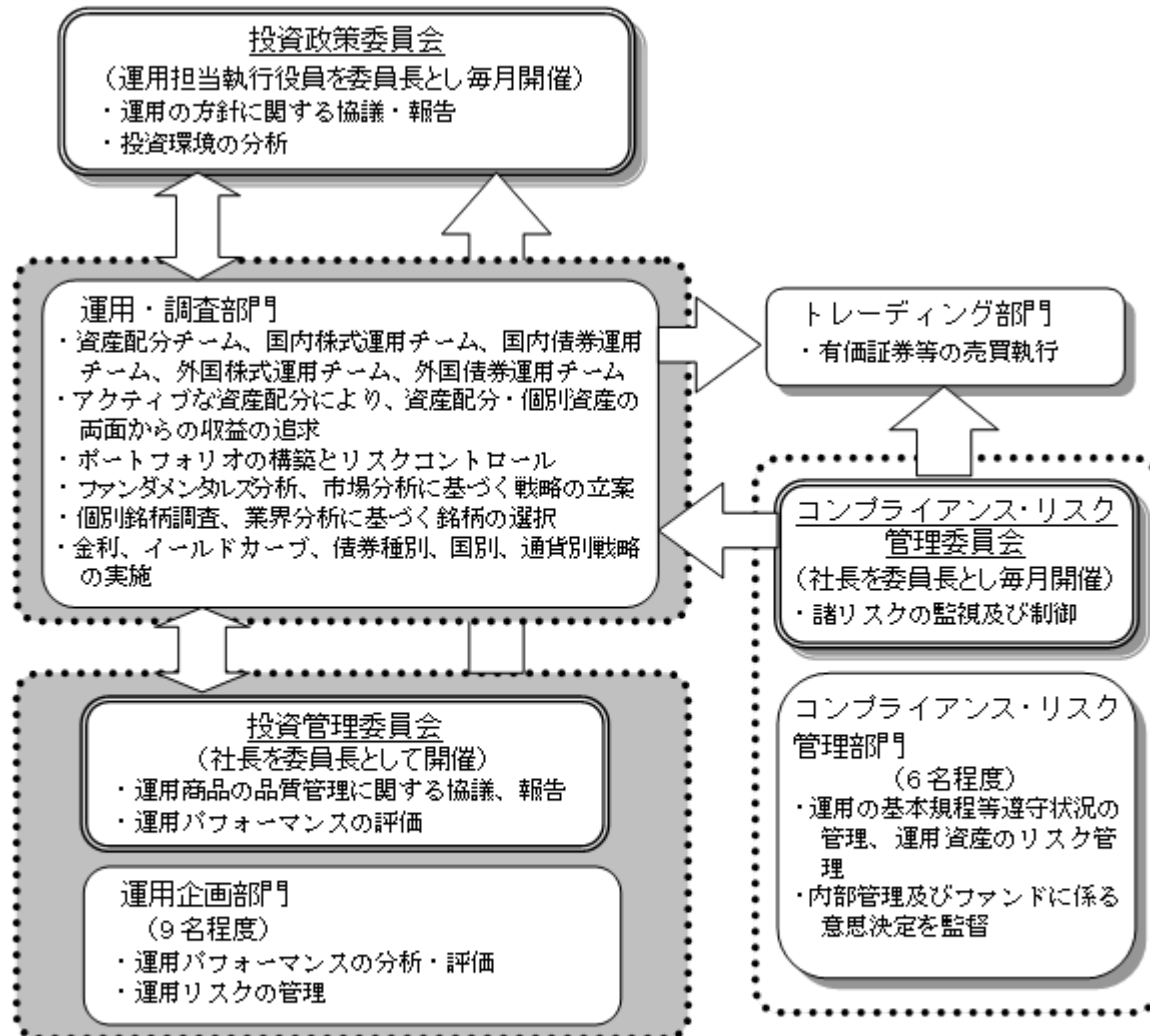 投資政策委員会
(運用担当執行役員を委員長とし毎月開催)
・運用の方針に関する協議・報告
・投資環境の分析
運用・調査部門
・資産配分チーム、国内株式運用チーム、国内債券運用
チーム、外国株式運用チーム、外国債券運用チーム
・アクティブな資産配分により、資産配分・個別資産の
両面からの収益の追求
・ポートフォリオの構築とリスクコントロール
・ファンダメンタルズ分析、市場分析に基づく戦略の立案
・個別銘柄調査、業界分析に基づく銘柄の選択
・金利、イールドカーブ、債券種別、国別、通貨別戦略
の実施
トレーディング部門
・有価証券等の売買執行
コンプライアンス・リスク
管理委員会
(社長を委員長とし毎月開催)
・諸リスクの監視及び制御
投資管理委員会
(社長を委員長として開催)
・運用商品の品質管理に関する協議、報告
・運用パフォーマンスの評価
運用企画部門
(9名程度)
・運用パフォーマンスの分析・評価
・運用リスクの管理
コンプライアンス・リスク
管理部門
(6名程度)
・運用の基本規程等遵守状況の
管理、運用資産のリスク管
理
・内部管理及びファンドに係る
意思決定を監督